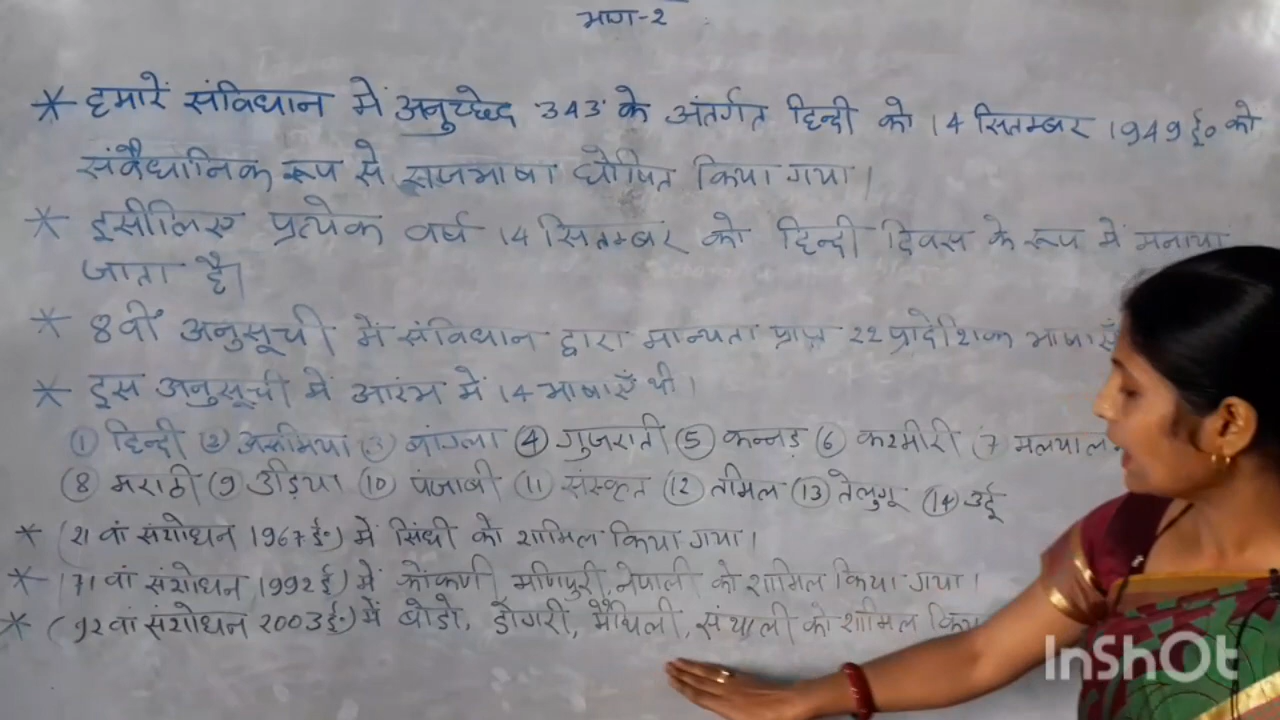 भाग-2
* हमारें संविधान में अनुच्छेद '343' के अंतर्गत हिन्दी को 14 सितम्बर 1949 ई० को
संवैधानिक रूप से राजभाषा घोषित किया गया।
* इसीलिए प्रत्येक वर्ष 14 सितम्बर को हिन्दी दिवस के रूप में मनाया
जाता है।
* 8वीं अनुसूची में संविधान द्वारा मान्यता प्राप्त 22 प्रादेशिक भाषाएँ
* इस अनुसूची में आरंभ में 14 भाषाएँ थी।
① हिन्दी ② असमिया ③ बांग्ला ④ गुजराती ⑤ कन्नड़ ⑥ कश्मीरी ⑦ मलयाल
⑧ मराठी ⑨ उड़िया ⑩ पंजाबी ⑪ संस्कृत ⑫ तमिल ⑬ तेलुगू ⑭ उर्दू
* (21 वां संशोधन 1967 ई०) में सिंधी को शामिल किया गया।
* (71 वां संशोधन 1992 ई) में कोंकणी मणिपुरी, नेपाली को शामिल किया गया।
* (92 वां संशोधन 2003 ई०) में बोडो, डोगरी, मैथिली, संथाली को शामिल किया
InShOt